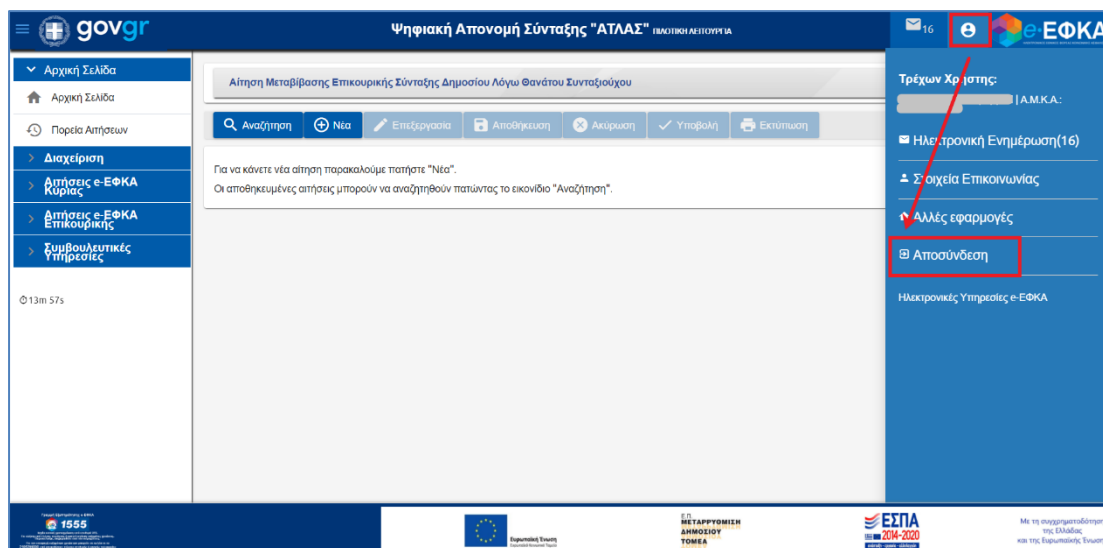 govgr
Ψηφιακή Απονομή Σύνταξης "ΑΤΛΑΣ" ΠΙΛΟΤΙΚΗ ΛΕΙΤΟΥΡΓΙΑ
16
e-ΕΦΚΑ
Αρχική Σελίδα
Αρχική Σελίδα
Πορεία Αιτήσεων
Διαχείριση
Αιτήσεις e-ΕΦΚΑ
Κύριας
Αιτήσεις e-ΕΦΚΑ
Επικουρικής
Συμβουλευτικές
Υπηρεσίες
13m 57s
Αίτηση Μεταβίβασης Επικουρικής Σύνταξης Δημοσίου Λόγω Θανάτου Συνταξιούχου
Αναζήτηση Νέα Επεξεργασία Αποθήκευση Ακύρωση Υποβολή Εκτύπωση
Για να κάνετε νέα αίτηση παρακαλούμε πατήστε "Νέα".
Οι αποθηκευμένες αιτήσεις μπορούν να αναζητηθούν πατώντας το εικονίδιο "Αναζήτηση".
Τρέχων Χρήστης:
| Α.Μ.Κ.Α.:
Ηλεκτρονική Ενημέρωση(16)
Στοιχεία Επικοινωνίας
Αλλές εφαρμογές
Αποσύνδεση
Ηλεκτρονικές Υπηρεσίες e-ΕΦΚΑ
1555
Ευρωπαϊκή Ένωση
Ε.Π.
ΜΕΤΑΡΡΥΘΜΙΣΗ
ΔΗΜΟΣΙΟΥ
ΤΟΜΕΑ
ΕΣΠΑ
2014-2020
Με τη συγχρηματοδότηση
της Ελλάδας
και της Ευρωπαϊκής Ένωσ